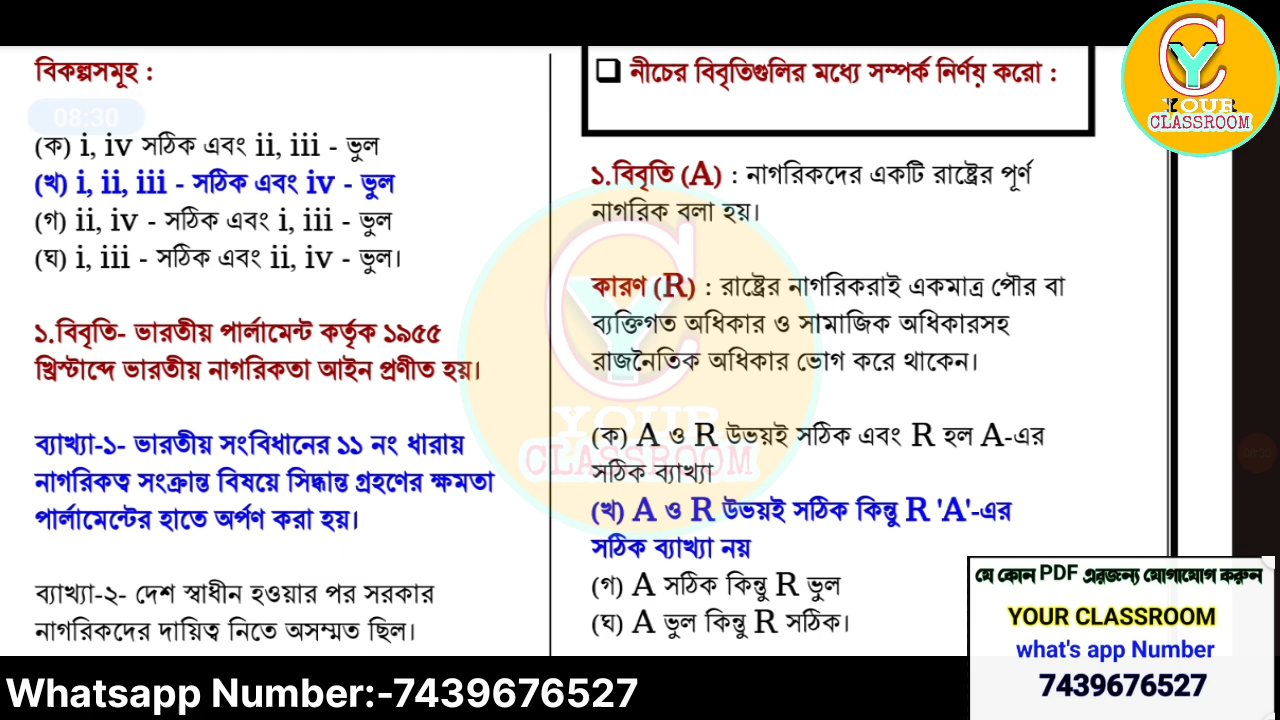 বিকল্পসমূহ :
08:30
(ক) i, iv সঠিক এবং ii, iii - ভুল
(খ) i, ii, iii - সঠিক এবং iv - ভুল
(গ) ii, iv - সঠিক এবং i, iii - ভুল
(ঘ) i, iii - সঠিক এবং ii, iv - ভুল।
১.বিবৃতি- ভারতীয় পার্লামেন্ট কর্তৃক ১৯৫৫
খ্রিস্টাব্দে ভারতীয় নাগরিকতা আইন প্রণীত হয়।
ব্যাখ্যা-১- ভারতীয় সংবিধানের ১১ নং ধারায়
নাগরিকত্ব সংক্রান্ত বিষয়ে সিদ্ধান্ত গ্রহণের ক্ষমতা
পার্লামেন্টের হাতে অর্পণ করা হয়।
ব্যাখ্যা-২- দেশ স্বাধীন হওয়ার পর সরকার
নাগরিকদের দায়িত্ব নিতে অসম্মত ছিল।
❑ নীচের বিবৃতিগুলির মধ্যে সম্পর্ক নির্ণয় করো :
১.বিবৃতি (A) : নাগরিকদের একটি রাষ্ট্রের পূর্ণ
নাগরিক বলা হয়।
কারণ (R) : রাষ্ট্রের নাগরিকরাই একমাত্র পৌর বা
ব্যক্তিগত অধিকার ও সামাজিক অধিকারসহ
রাজনৈতিক অধিকার ভোগ করে থাকেন।
(ক) A ও R উভয়ই সঠিক এবং R হল A-এর
সঠিক ব্যাখ্যা
(খ) A ও R উভয়ই সঠিক কিন্তু R 'A'-এর
সঠিক ব্যাখ্যা নয়
(গ) A সঠিক কিন্তু R ভুল
(ঘ) A ভুল কিন্তু R সঠিক।
YOUR
CLASSROOM
YOUR
CLASSROOM
যে কোন PDF এরজন্য যোগাযোগ করুন
YOUR CLASSROOM
what's app Number
7439676527
Whatsapp Number:-7439676527